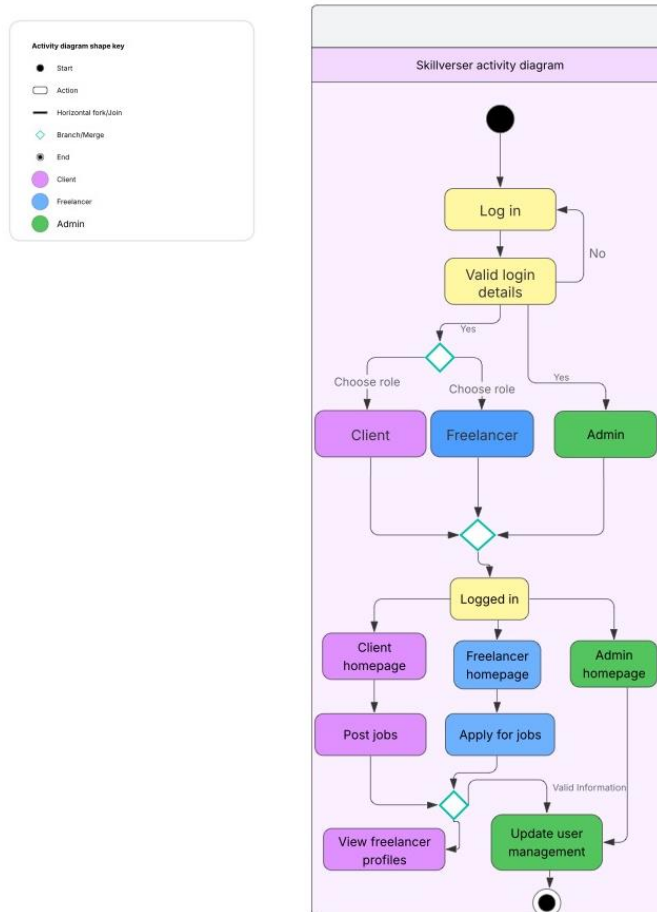 Activity diagram shape key
Start
Action
Horizontal fork/Join
Branch/Merge
End
Client
Freelancer
Admin
Skillverser activity diagram
Log in
No
Valid login
details
Yes
Choose role
Choose role
Yes
Client
Freelancer
Admin
Logged in
Client
homepage
Freelancer
homepage
Admin
homepage
Post jobs
Apply for jobs
Valid Information
View freelancer
profiles
Update user
management